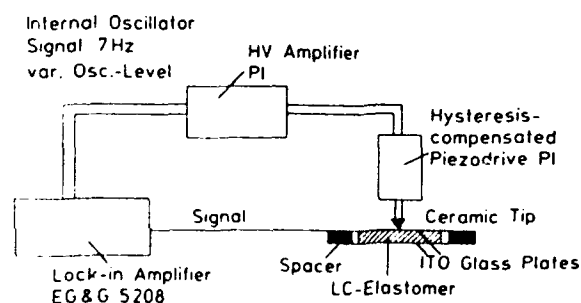 Internal Oscillator
Signal 7Hz
var. Osc.-Level
HV Amplifier
PI
Hysteresis-
compensated
Piezodrive PI
Signal
Ceramic Tip
Spacer
ITO Glass Plates
LC-Elastomer
Lock-in Amplifier
EG&G 5208